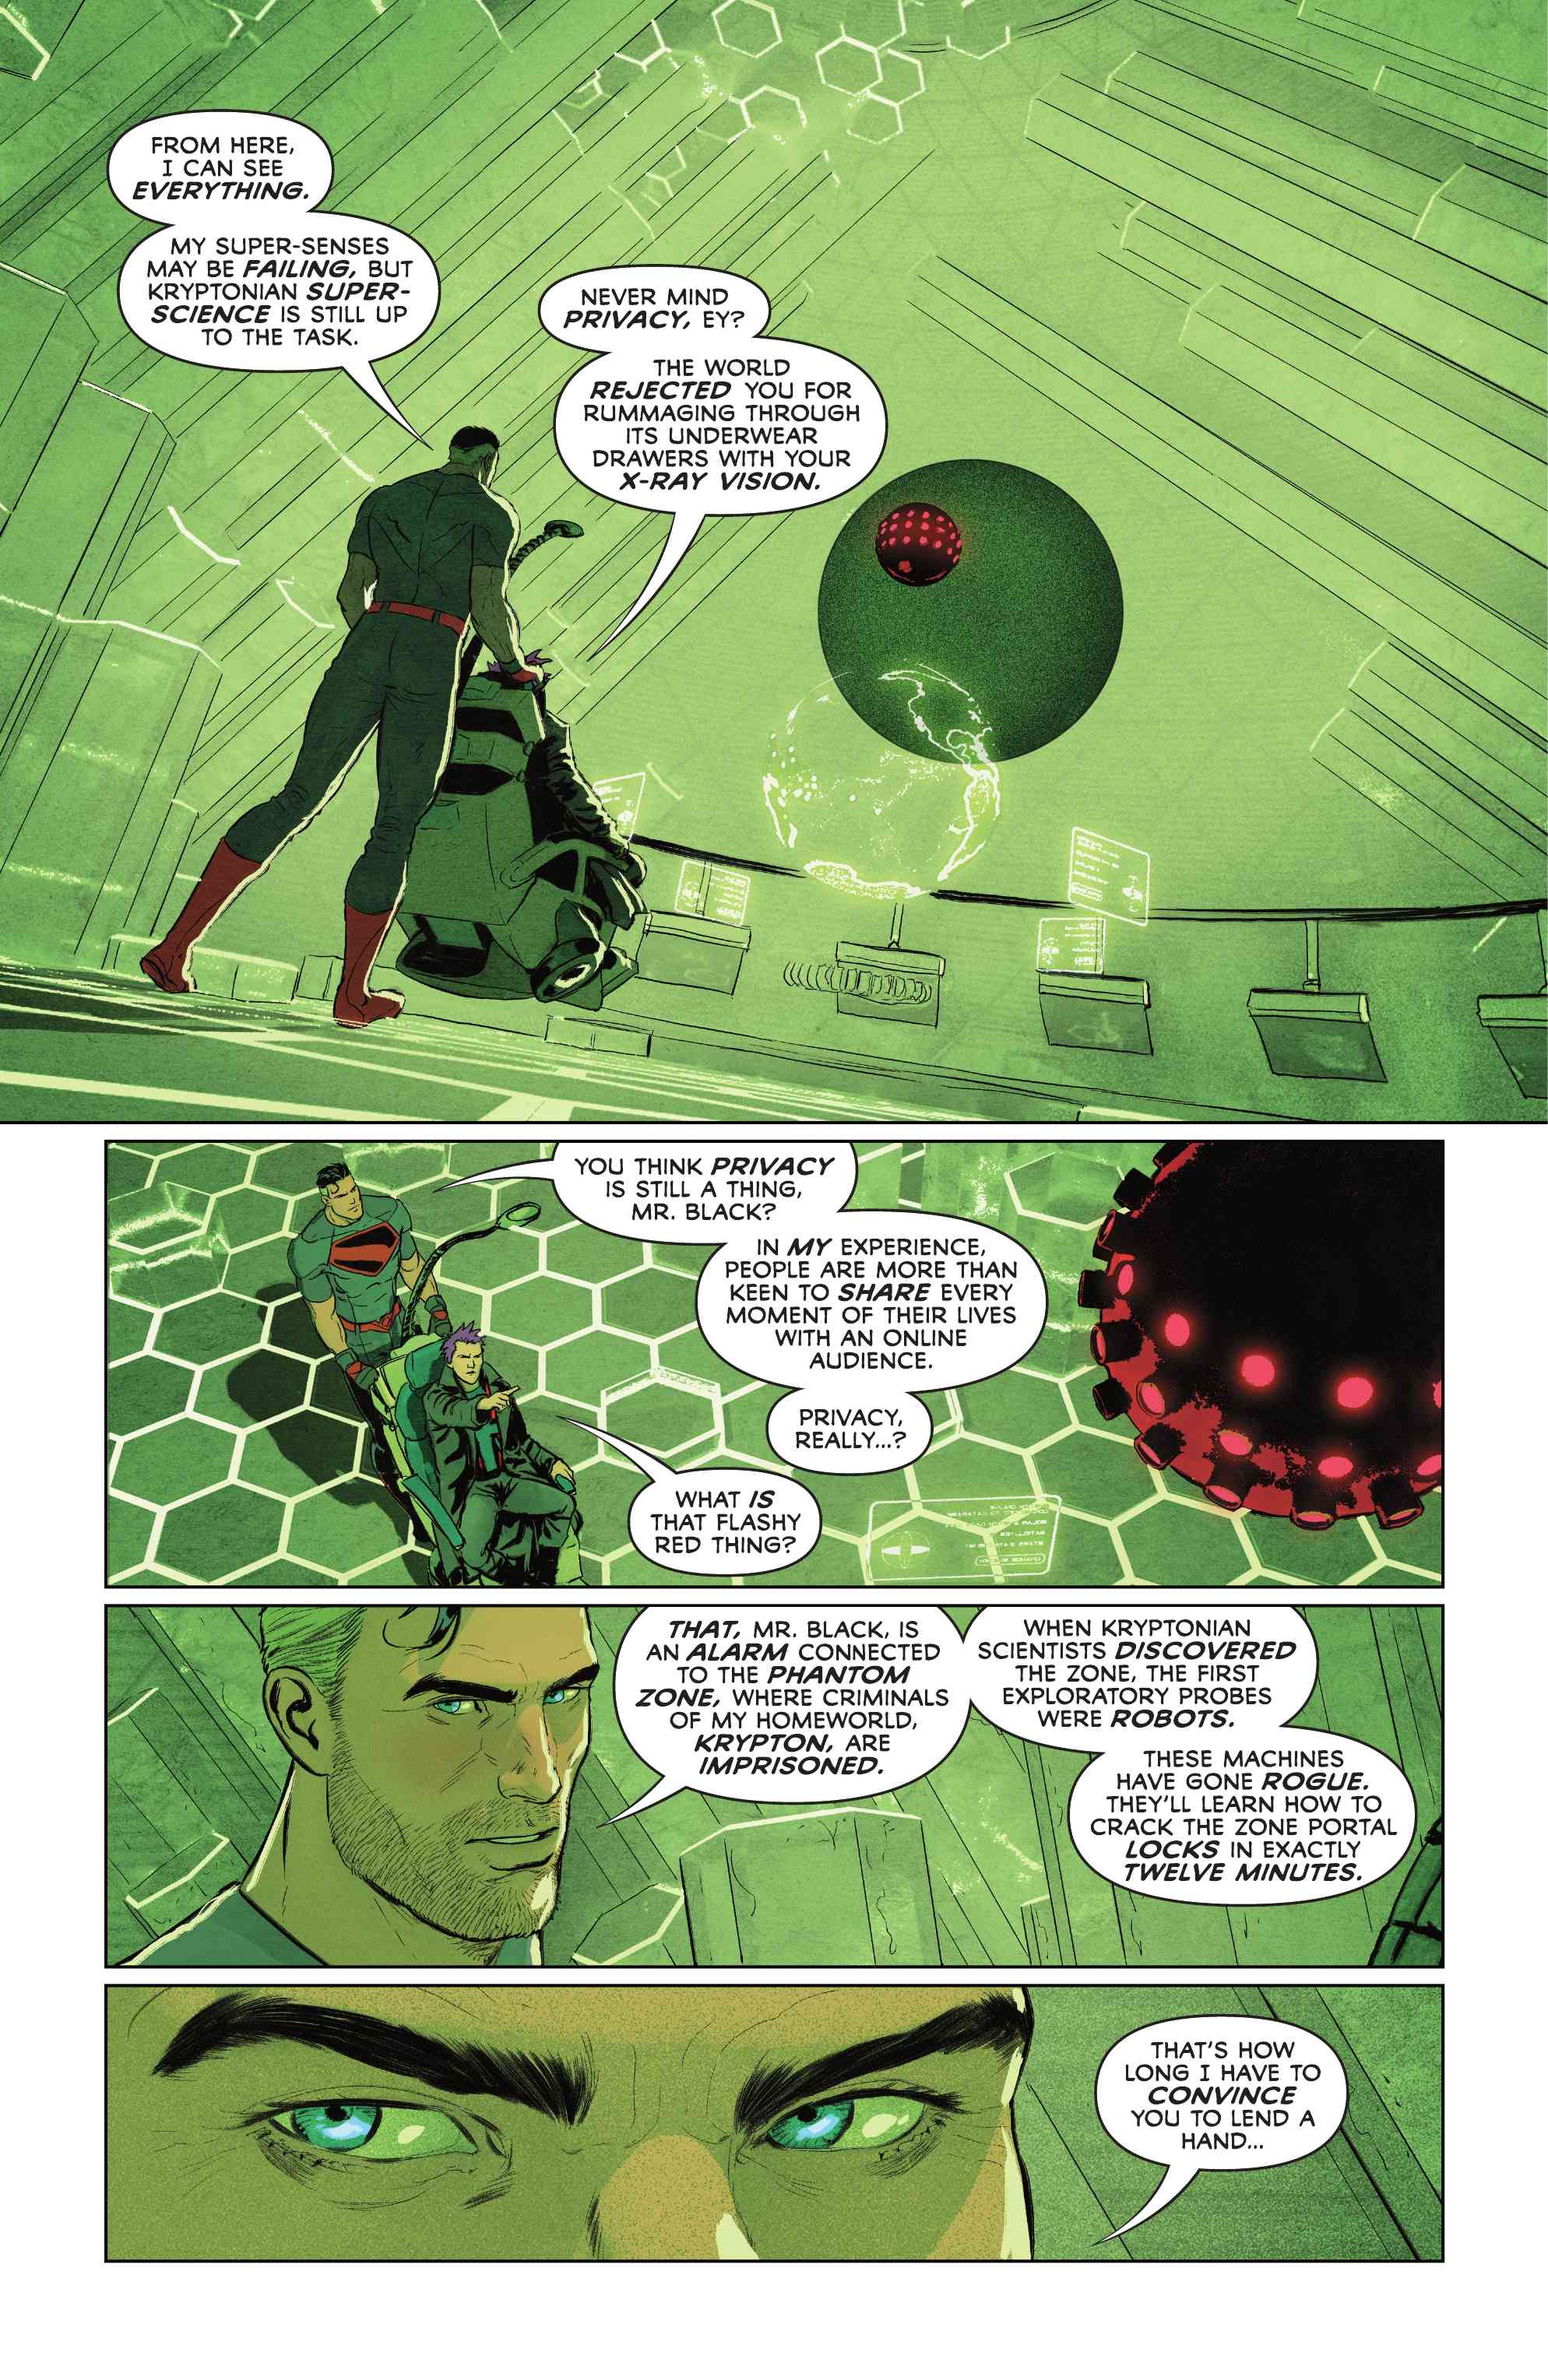 FROM HERE,
I CAN SEE
EVERYTHING.
MY SUPER-SENSES
MAY BE FAILING, BUT
KRYPTONIAN SUPER-
SCIENCE IS STILL UP
TO THE TASK.
NEVER MIND
PRIVACY, EY?
THE WORLD
REJECTED YOU FOR
RUMMAGING THROUGH
ITS UNDERWEAR
DRAWERS WITH YOUR
X-RAY VISION.
YOU THINK PRIVACY
IS STILL A THING,
MR. BLACK?
IN MY EXPERIENCE,
PEOPLE ARE MORE THAN
KEEN TO SHARE EVERY
MOMENT OF THEIR LIVES
WITH AN ONLINE
AUDIENCE.
PRIVACY,
REALLY...?
WHAT IS
THAT FLASHY
RED THING?
THAT, MR. BLACK, IS
AN ALARM CONNECTED
TO THE PHANTOM
ZONE, WHERE CRIMINALS
OF MY HOMEWORLD,
KRYPTON, ARE
IMPRISONED.
WHEN KRYPTONIAN
SCIENTISTS DISCOVERED
THE ZONE, THE FIRST
EXPLORATORY PROBES
WERE ROBOTS.
THESE MACHINES
HAVE GONE ROGUE.
THEY'LL LEARN HOW TO
CRACK THE ZONE PORTAL
LOCKS IN EXACTLY
TWELVE MINUTES.
THAT'S HOW
LONG I HAVE TO
CONVINCE
YOU TO LEND A
HAND...